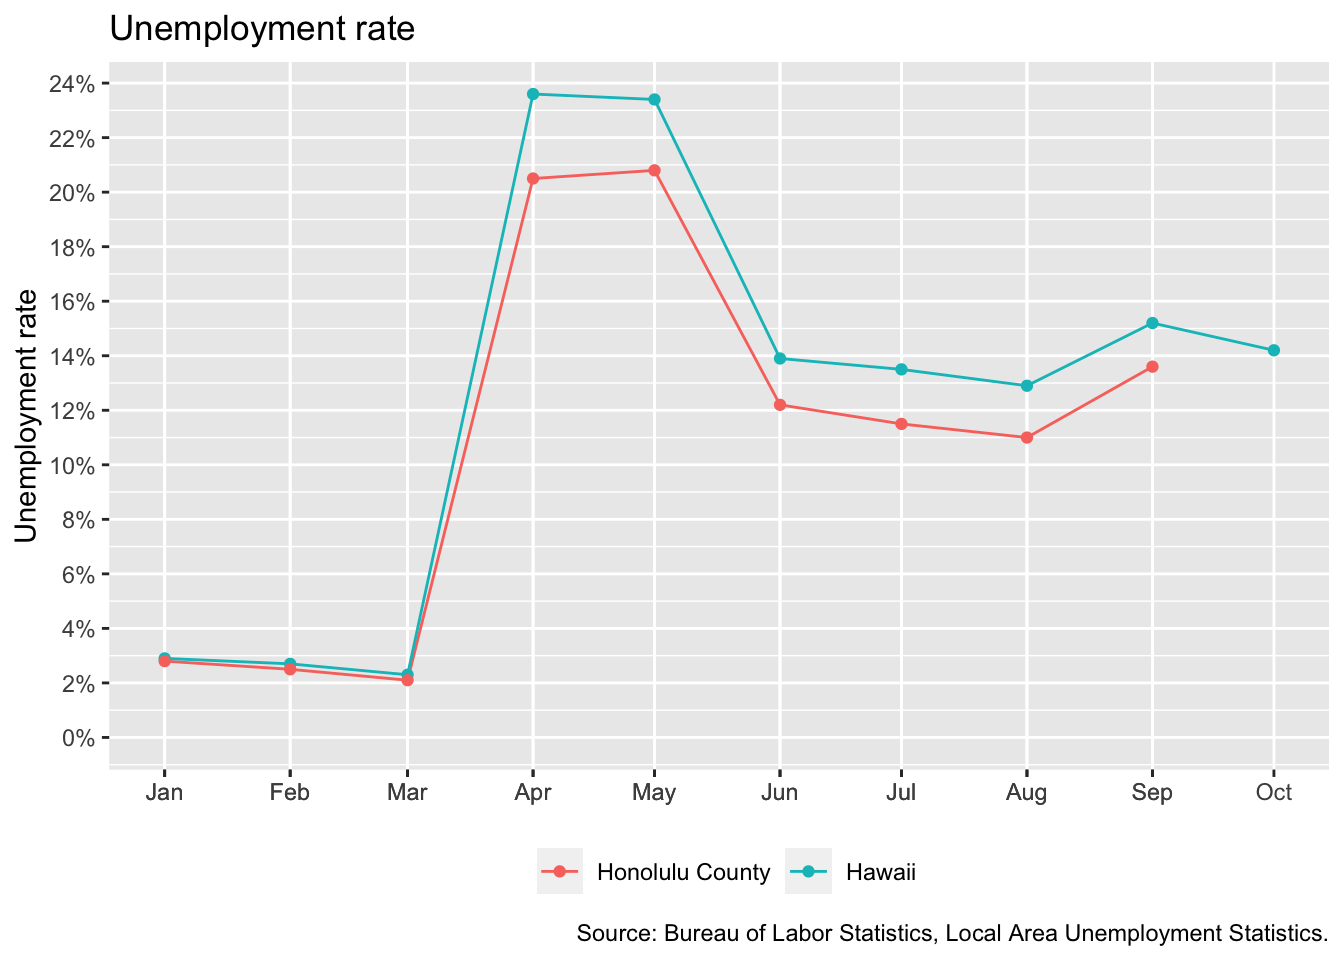 Unemployment rate
Unemployment rate
24%
22%
20%
18%
16%
14%
12%
10%
8%
6%
4%
2%
0%
Jan Feb Mar Apr May Jun Jul Aug Sep Oct
Honolulu County Hawaii
Source: Bureau of Labor Statistics, Local Area Unemployment Statistics.